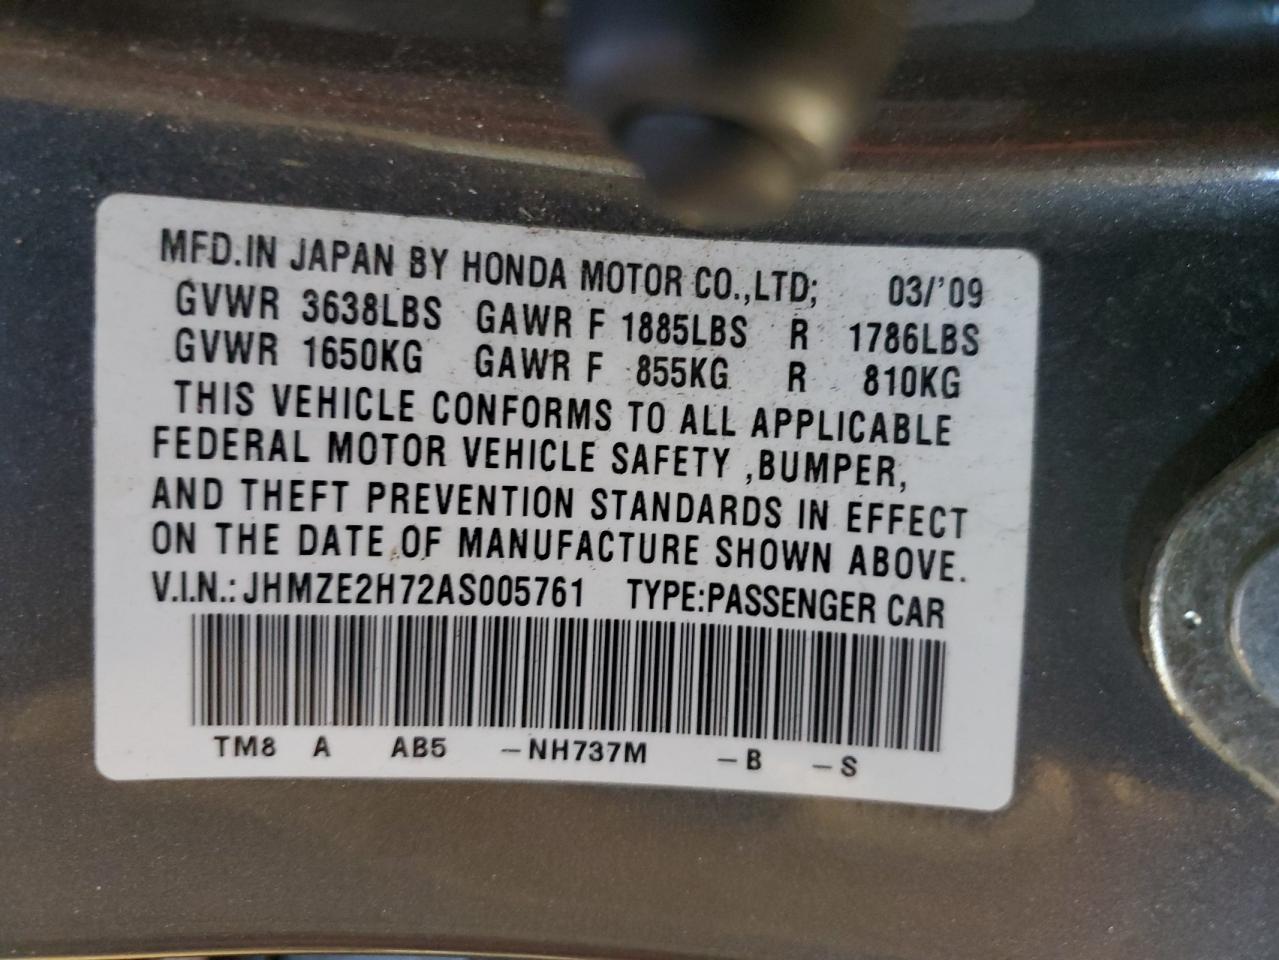 MFD.IN JAPAN BY HONDA MOTOR CO.,LTD; 03/'09
GVWR 3638LBS GAWR F 1885LBS R 1786LBS
GVWR 1650KG GAWR F 855KG R 810KG
THIS VEHICLE CONFORMS TO ALL APPLICABLE
FEDERAL MOTOR VEHICLE SAFETY ,BUMPER,
AND THEFT PREVENTION STANDARDS IN EFFECT
ON THE DATE OF MANUFACTURE SHOWN ABOVE.
V.I.N.: JHMZE2H72AS005761 TYPE:PASSENGER CAR
TM8 A AB5 –NH737M –B –S